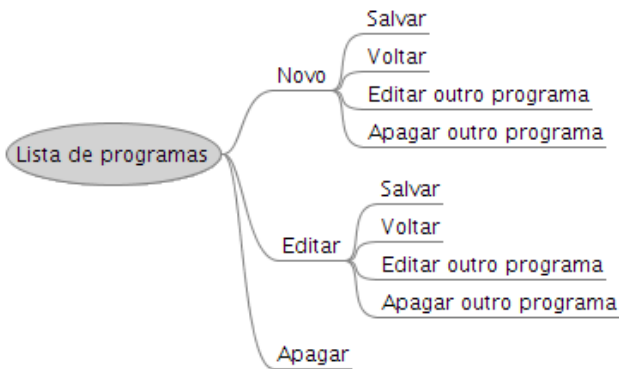 Lista de programas
Novo
Salvar
Voltar
Editar outro programa
Apagar outro programa
Editar
Salvar
Voltar
Editar outro programa
Apagar outro programa
Apagar